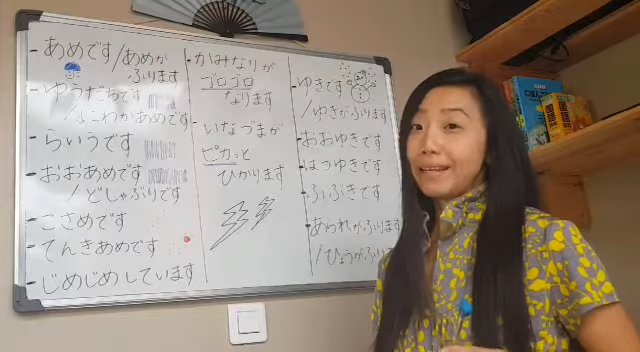 - あめです/あめが
ふります
- ゆうだちです
/にわかあめです
- らいうです
- おおあめです
/どしゃぶりです
- こさめです
- てんきあめです
- じめじめしています
・かみなりが
ゴロゴロ
なります
・いなづまが
ピカッと
ひかります
・ゆきです
/ゆきがふります
・おおゆきです
・はつゆきです
・ふぶきです
・あられがふります
/ひょうがふり